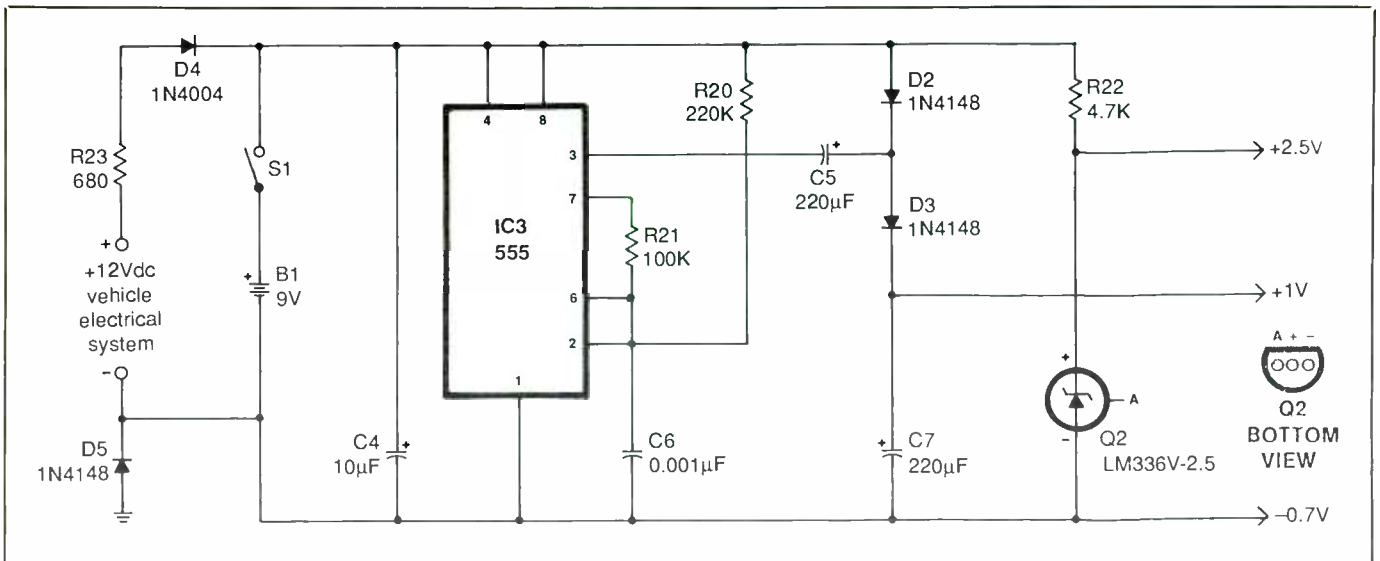 D4
1N4004
R23
680
+
+12Vdc
vehicle
electrical
system
-
D5
1N4148
S1
+
B1
9V
C4
+
10µF
4
8
3
7
6
2
1
IC3
555
R20
220K
R21
100K
C6
0.001µF
+
C5
220µF
D2
1N4148
D3
1N4148
+
C7
220µF
R22
4.7K
+2.5V
+1V
-0.7V
+
A
-
Q2
LM336V-2.5
A + -
Q2
BOTTOM
VIEW